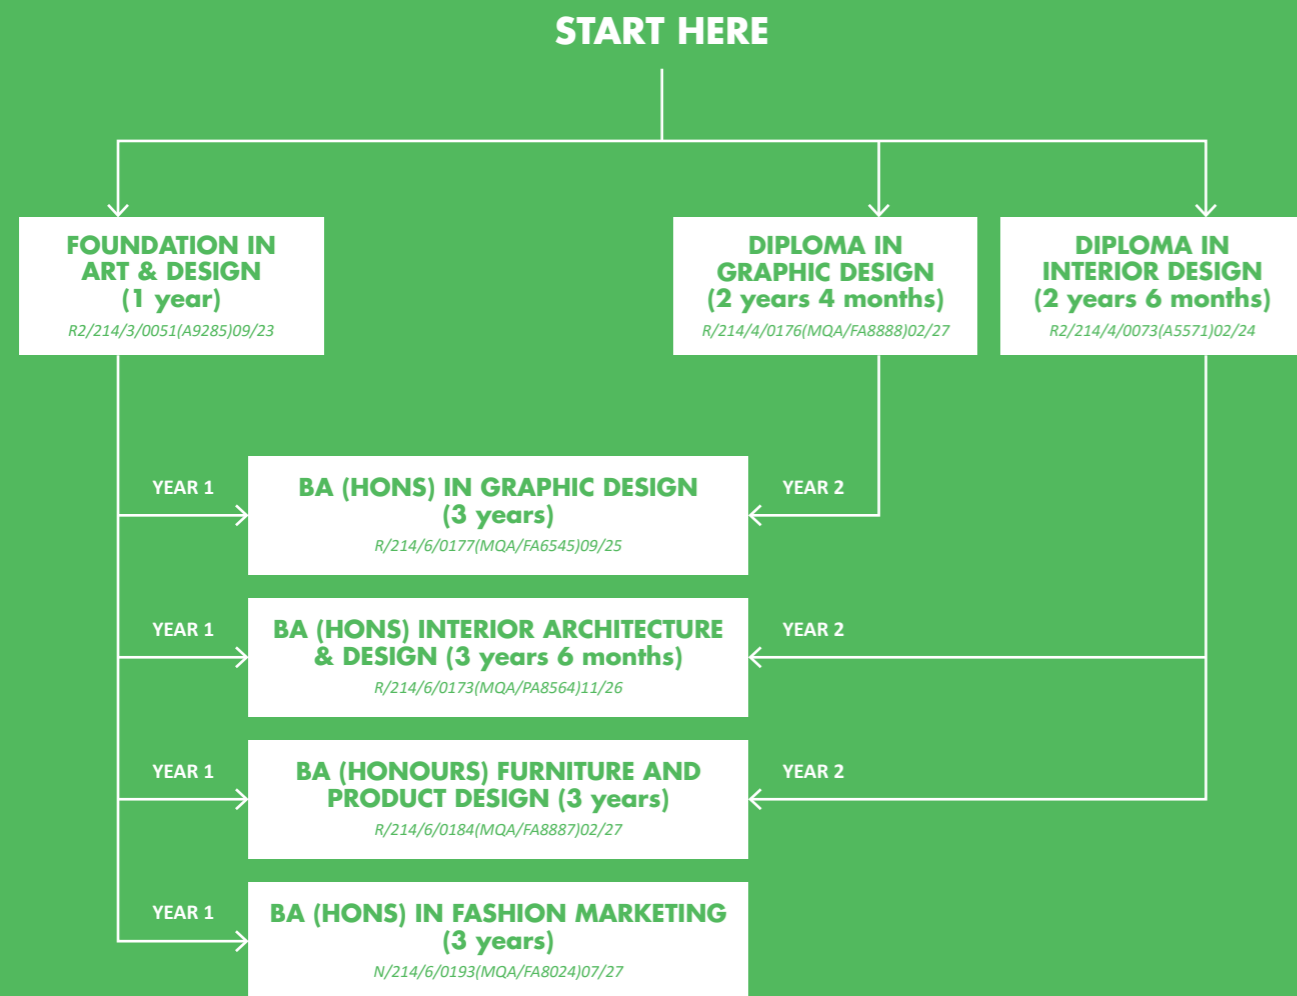 START HERE
FOUNDATION IN
ART & DESIGN
(1 year)
R2/214/3/0051(A9285)09/23
DIPLOMA IN
GRAPHIC DESIGN
(2 years 4 months)
R/214/4/0176(MQA/FA8888)02/27
DIPLOMA IN
INTERIOR DESIGN
(2 years 6 months)
R2/214/4/0073(A5571)02/24
YEAR 1
BA (HONS) IN GRAPHIC DESIGN
(3 years)
R/214/6/0177(MQA/FA6545)09/25
YEAR 2
YEAR 1
BA (HONS) INTERIOR ARCHITECTURE
& DESIGN (3 years 6 months)
R/214/6/0173(MQA/PA8564)11/26
YEAR 2
YEAR 1
BA (HONOURS) FURNITURE AND
PRODUCT DESIGN (3 years)
R/214/6/0184(MQA/FA8887)02/27
YEAR 2
YEAR 1
BA (HONS) IN FASHION MARKETING
(3 years)
N/214/6/0193(MQA/FA8024)07/27